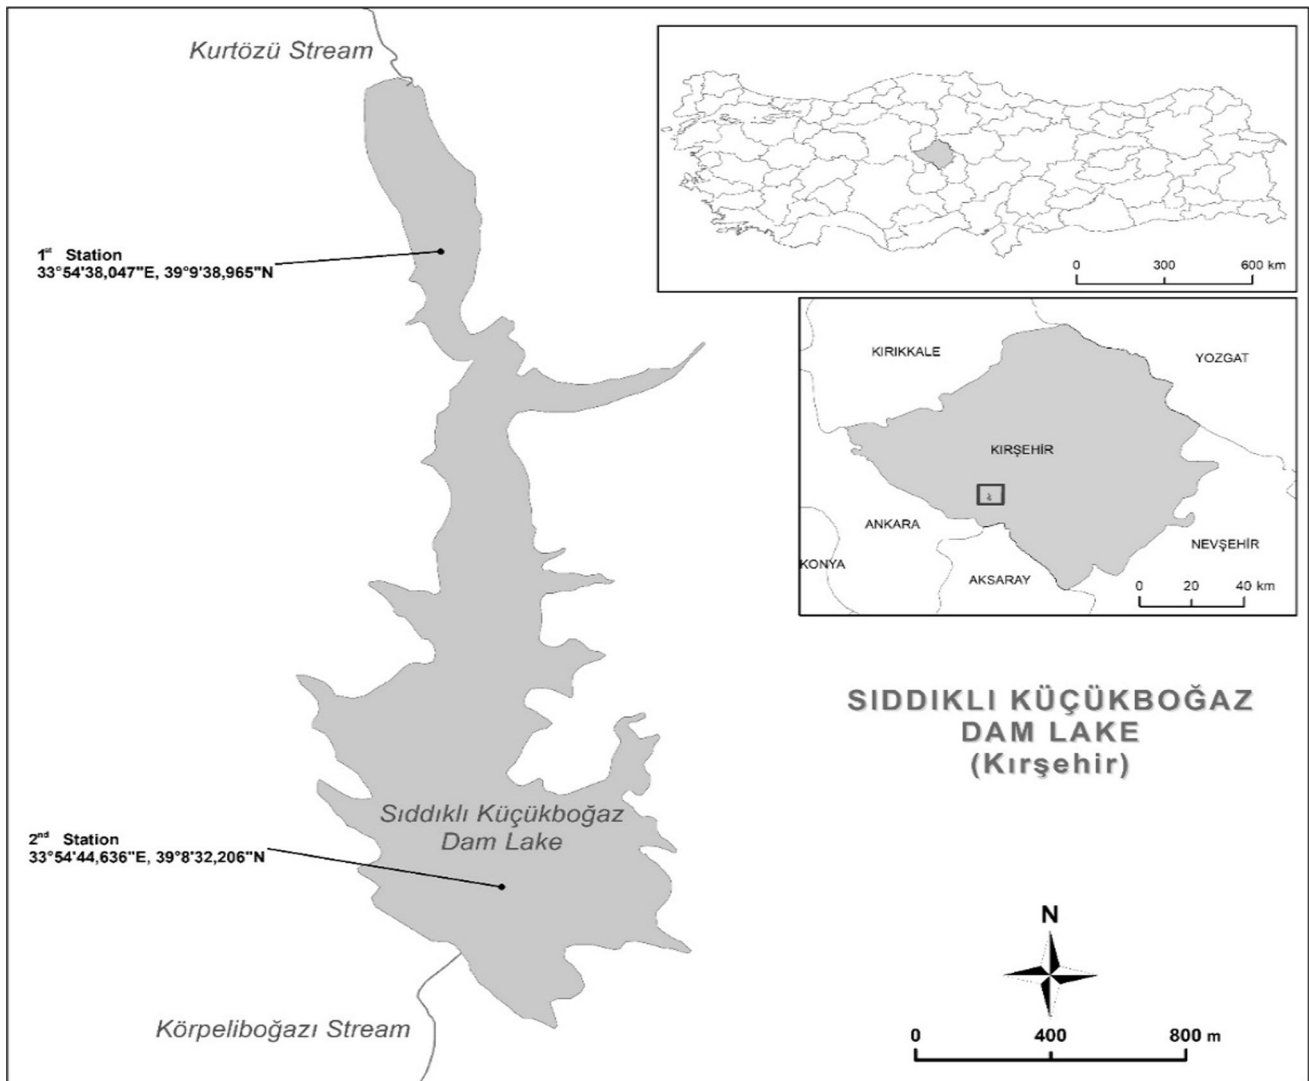 Kurtözü Stream
1st Station
33°54'38,047"E, 39°9'38,965"N
0 300 600 km
KIRIKKALE
YOZGAT
KIRŞEHİR
ANKARA
NEVŞEHİR
KONYA
AKSARAY
0 20 40 km
SIDDIKLI KÜÇÜKBOĞAZ
DAM LAKE
(Kırşehir)
Sıddıklı Küçükboğaz
Dam Lake
2nd Station
33°54'44,636"E, 39°8'32,206"N
N
Körpeliboğazı Stream
0 400 800 m